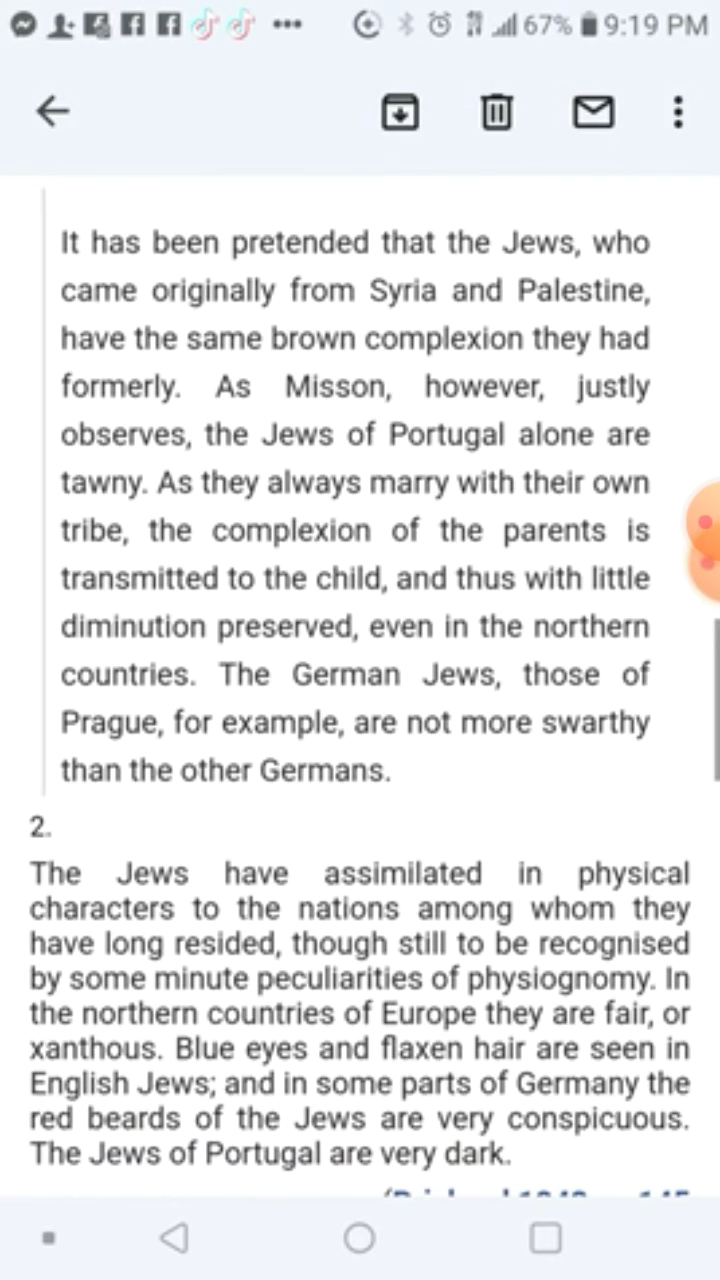 67% 9:19 PM
It has been pretended that the Jews, who
came originally from Syria and Palestine,
have the same brown complexion they had
formerly. As Misson, however, justly
observes, the Jews of Portugal alone are
tawny. As they always marry with their own
tribe, the complexion of the parents is
transmitted to the child, and thus with little
diminution preserved, even in the northern
countries. The German Jews, those of
Prague, for example, are not more swarthy
than the other Germans.
2.
The Jews have assimilated in physical
characters to the nations among whom they
have long resided, though still to be recognised
by some minute peculiarities of physiognomy. In
the northern countries of Europe they are fair, or
xanthous. Blue eyes and flaxen hair are seen in
English Jews; and in some parts of Germany the
red beards of the Jews are very conspicuous.
The Jews of Portugal are very dark.